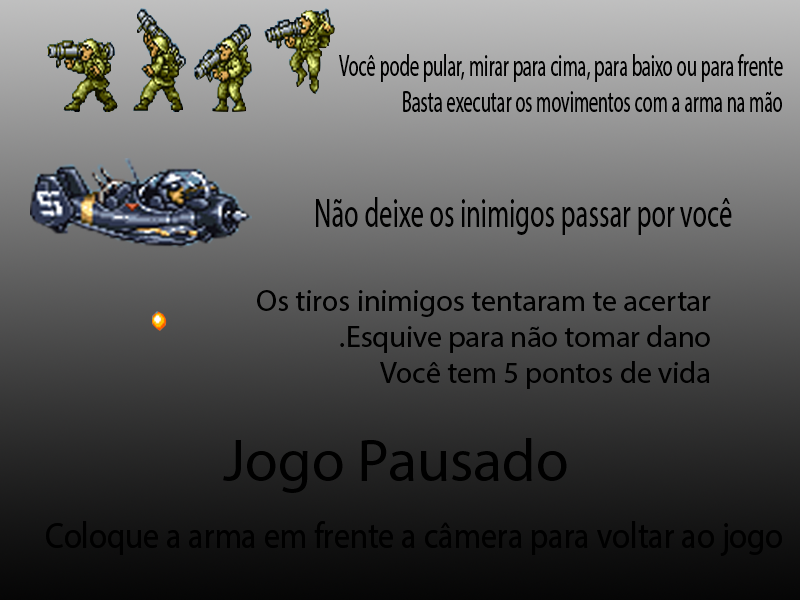 Você pode pular, mirar para cima, para baixo ou para frente
Basta executar os movimentos com a arma na mão
Não deixe os inimigos passar por você
Os tiros inimigos tentaram te acertar
.Esquive para não tomar dano
Você tem 5 pontos de vida
Jogo Pausado
Coloque a arma em frente a câmera para voltar ao jogo